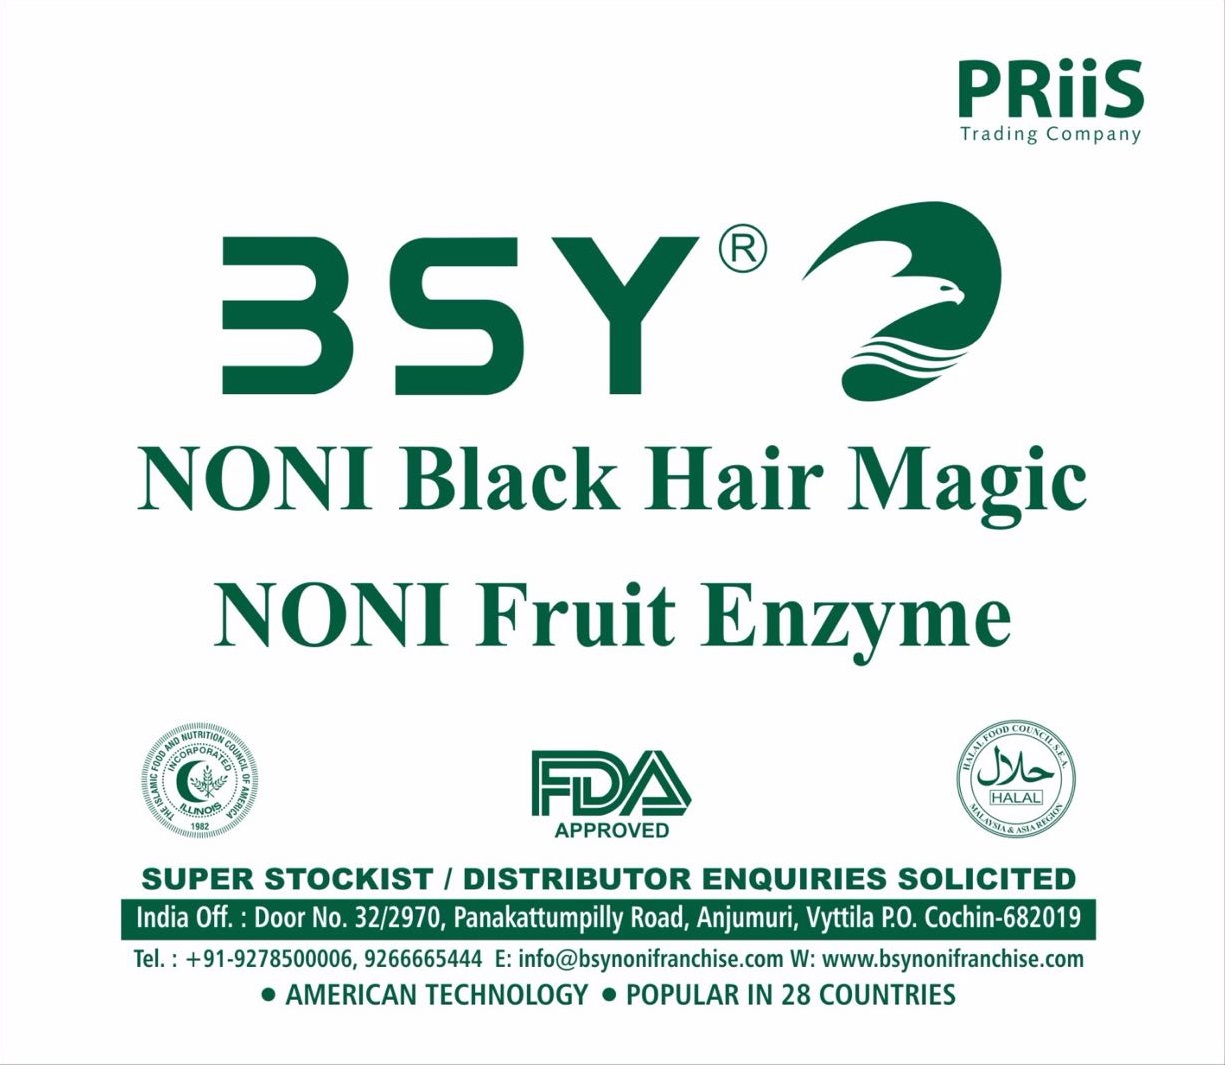 PRiiS
Trading Company
BSY®
NONI Black Hair Magic
NONI Fruit Enzyme
THE ISLAMIC FOOD AND NUTRITION COUNCIL OF AMERICA
INCORPORATED
ILLINOIS
1982
FDA
APPROVED
HALAL FOOD COUNCIL S.E.A.
حلال
HALAL
MALAYSIA & ASIA REGION
SUPER STOCKIST / DISTRIBUTOR ENQUIRIES SOLICITED
India Off. : Door No. 32/2970, Panakattumpilly Road, Anjumuri, Vyttila P.O. Cochin-682019
Tel. : +91-9278500006, 9266665444 E: info@bsynonifranchise.com W: www.bsynonifranchise.com
• AMERICAN TECHNOLOGY • POPULAR IN 28 COUNTRIES